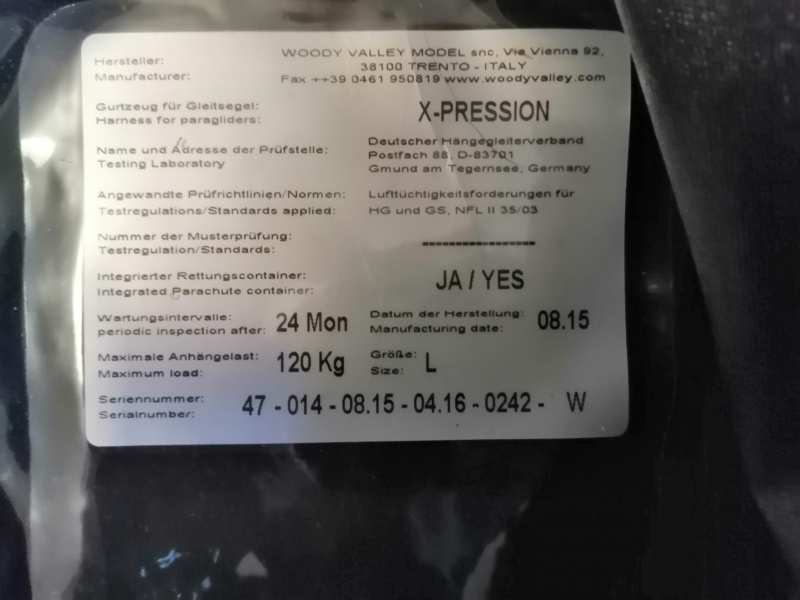 Hersteller:
Manufacturer:
WOODY VALLEY MODEL snc, Via Vienna 92,
38100 TRENTO - ITALY
Fax ++39 0461 950819 www.woodyvalley.com
Gurtzeug für Gleitsegel:
Harness for paragliders:
X-PRESSION
Name und Adresse der Prüfstelle:
Testing Laboratory
Deutscher Hängegleiterverband
Postfach 88, D-83701
Gmund am Tegernsee, Germany
Angewandte Prüfrichtlinien/Normen:
Testregulations/Standards applied:
Lufttüchtigkeitsforderungen für
HG und GS, NFL II 35/03
Nummer der Musterprüfung:
Testregulation/Standards:
----------------
Integrierter Rettungscontainer:
Integrated Parachute container:
JA / YES
Wartungsintervalle:
periodic inspection after:
24 Mon
Datum der Herstellung:
Manufacturing date:
08.15
Maximale Anhängelast:
Maximum load:
120 Kg
Größe:
Size:
L
Seriennummer:
Serialnumber:
47 - 014 - 08.15 - 04.16 - 0242 - W